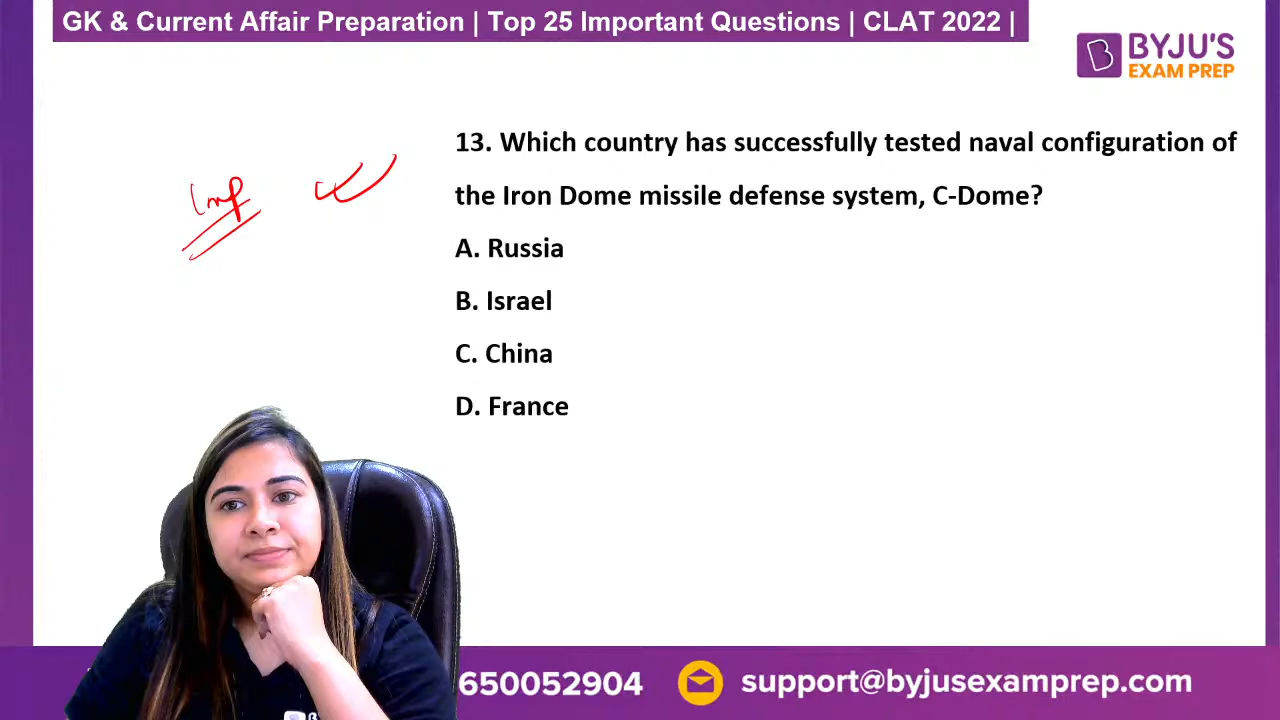 GK & Current Affair Preparation | Top 25 Important Questions | CLAT 2022 |
BYJU'S
EXAM PREP
13. Which country has successfully tested naval configuration of
the Iron Dome missile defense system, C-Dome?
Imp
A. Russia
B. Israel
C. China
D. France
650052904
support@byjusexamprep.com